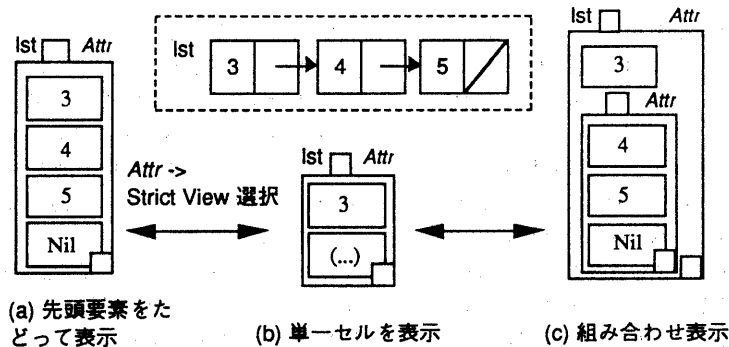 lst Attr
3
4
5
Nil
(a) 先頭要素をた
どって表示
lst
3 4 5
Attr ->
Strict View 選択
lst Attr
3
(...)
(b) 単一セルを表示
lst Attr
3
Attr
4
5
Nil
(c) 組み合わせ表示